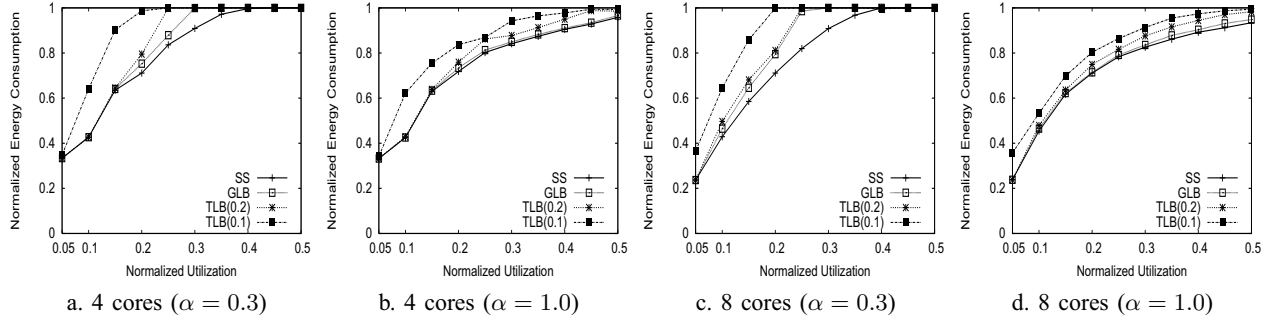 Normalized Energy Consumption
1
0.8
0.6
0.4
0.2
0
SS
GLB
TLB(0.2)
TLB(0.1)
0.05 0.1 0.2 0.3 0.4 0.5
Normalized Utilization
a. 4 cores (α = 0.3)
Normalized Energy Consumption
1
0.8
0.6
0.4
0.2
0
SS
GLB
TLB(0.2)
TLB(0.1)
0.05 0.1 0.2 0.3 0.4 0.5
Normalized Utilization
b. 4 cores (α = 1.0)
Normalized Energy Consumption
1
0.8
0.6
0.4
0.2
0
SS
GLB
TLB(0.2)
TLB(0.1)
0.05 0.1 0.2 0.3 0.4 0.5
Normalized Utilization
c. 8 cores (α = 0.3)
Normalized Energy Consumption
1
0.8
0.6
0.4
0.2
0
SS
GLB
TLB(0.2)
TLB(0.1)
0.05 0.1 0.2 0.3 0.4 0.5
Normalized Utilization
d. 8 cores (α = 1.0)